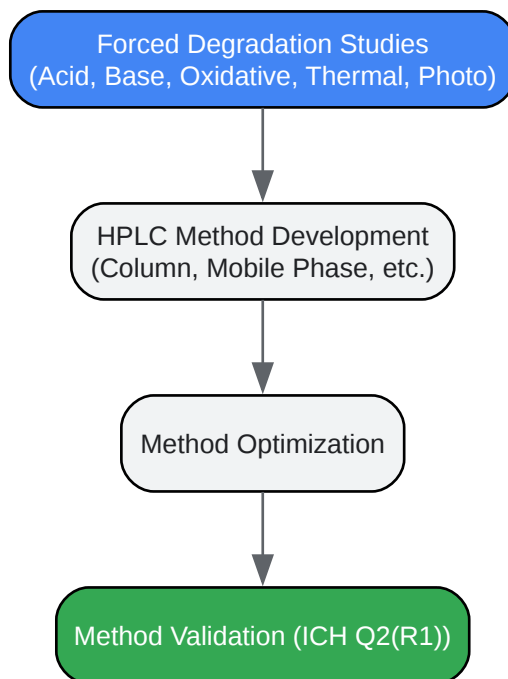 Forced Degradation Studies
(Acid, Base, Oxidative, Thermal, Photo)
HPLC Method Development
(Column, Mobile Phase, etc.)
Method Optimization
Method Validation (ICH Q2(R1))